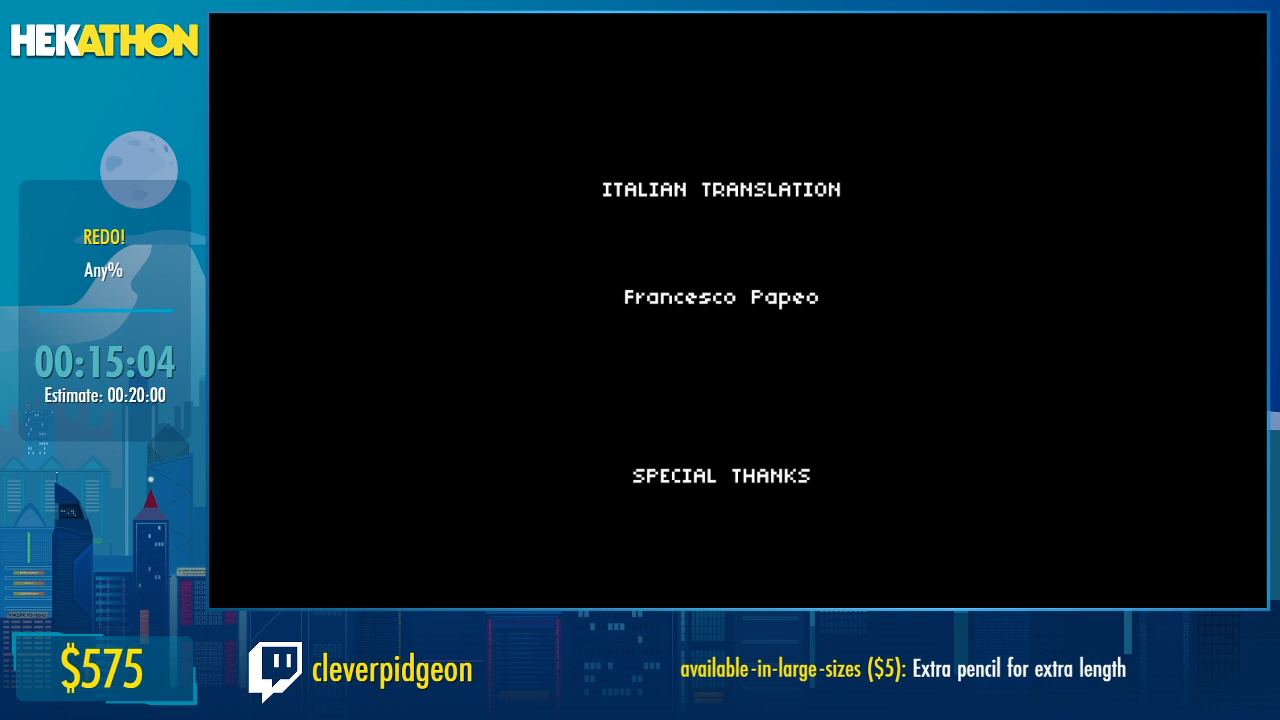 HEKATHON
REDO!
Any%
00:15:04
Estimate: 00:20:00
ITALIAN TRANSLATION
Francesco Papeo
SPECIAL THANKS
$575
cleverpidgeon
available-in-large-sizes ($5): Extra pencil for extra length